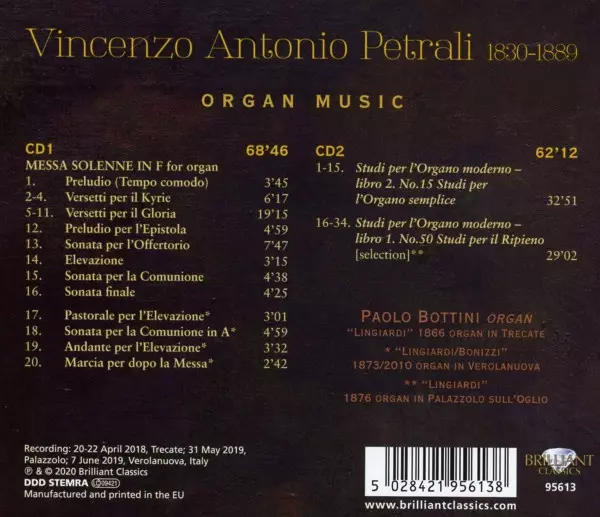 Vincenzo Antonio Petrali 1830-1889
ORGAN MUSIC
CD1 68'46
MESSA SOLENNE IN F for organ
1. Preludio (Tempo comodo) 3'45
2-4. Versetti per il Kyrie 6'17
5-11. Versetti per il Gloria 19'15
12. Preludio per l'Epistola 4'59
13. Sonata per l'Offertorio 7'47
14. Elevazione 3'15
15. Sonata per la Comunione 4'38
16. Sonata finale 4'25
17. Pastorale per l'Elevazione* 3'01
18. Sonata per la Comunione in A* 4'59
19. Andante per l'Elevazione* 3'32
20. Marcia per dopo la Messa* 2'42
CD2 62'12
1-15. Studi per l'Organo moderno –
libro 2. No.15 Studi per
l'Organo semplice 32'51
16-34. Studi per l'Organo moderno –
libro 1. No.50 Studi per il Ripieno
[selection]** 29'02
PAOLO BOTTINI ORGAN
"LINGIARDI" 1866 ORGAN IN TRECATE
* "LINGIARDI/BONIZZI"
1873/2010 ORGAN IN VEROLANUOVA
** "LINGIARDI"
1876 ORGAN IN PALAZZOLO SULL'OGLIO
Recording: 20-22 April 2018, Trecate; 31 May 2019,
Palazzolo; 7 June 2019, Verolanuova, Italy
℗ & © 2020 Brilliant Classics
DDD STEMRA LC 09421
Manufactured and printed in the EU
5 028421 956138
brilliantclassics.com
BRILLIANT
CLASSICS
95613